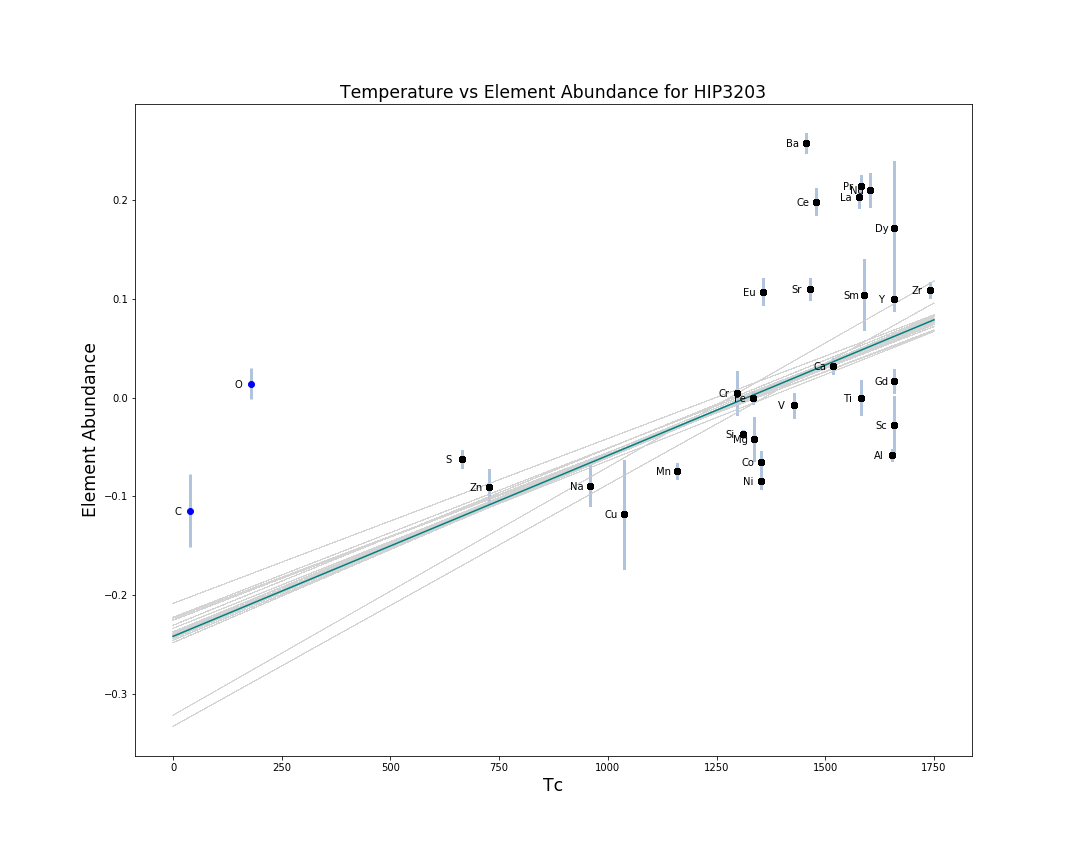 Temperature vs Element Abundance for HIP3203
Ba
Pr
Nd
La
Ce
0.2
Dy
Zr
Sr
Eu
Sm
Y
0.1
Ca
Gd
O
Cr
Fe
Ti
0.0
V
Sc
Si
Mg
Al
S
Co
Mn
Ni
Zn
Na
−0.1
C
Cu
−0.2
−0.3
Element Abundance
0 250 500 750 1000 1250 1500 1750
Tc